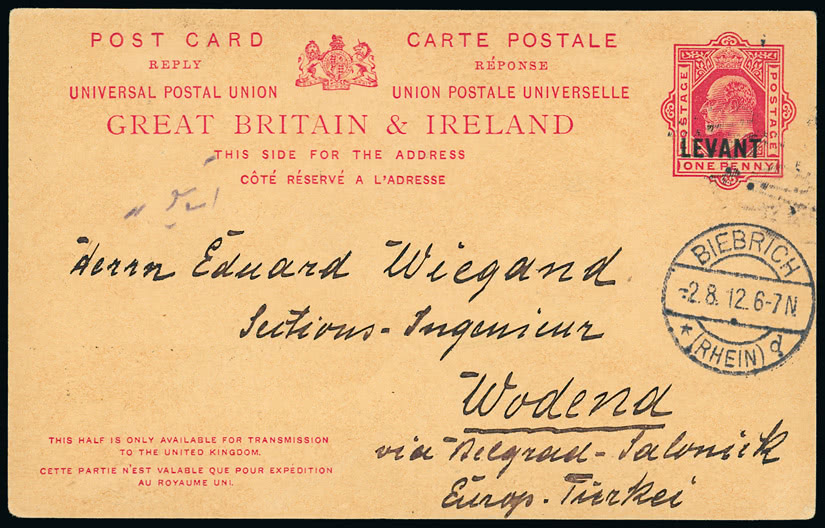 POST CARD
REPLY
UNIVERSAL POSTAL UNION
CARTE POSTALE
RÉPONSE
UNION POSTALE UNIVERSELLE
GREAT BRITAIN & IRELAND
THIS SIDE FOR THE ADDRESS
CÔTÉ RÉSERVÉ A L'ADRESSE
POSTAGE
POSTAGE
LEVANT
ONE PENNY
BIEBRICH
-2.8.12.6-7N.
* (RHEIN) d
Herrn Eduard Wiegand
Sections-Ingenieur
Wodena
via Belgrad-Salonick
Europ. Türkei
THIS HALF IS ONLY AVAILABLE FOR TRANSMISSION
TO THE UNITED KINGDOM.
CETTE PARTIE N'EST VALABLE QUE POUR EXPÉDITION
AU ROYAUME UNI.